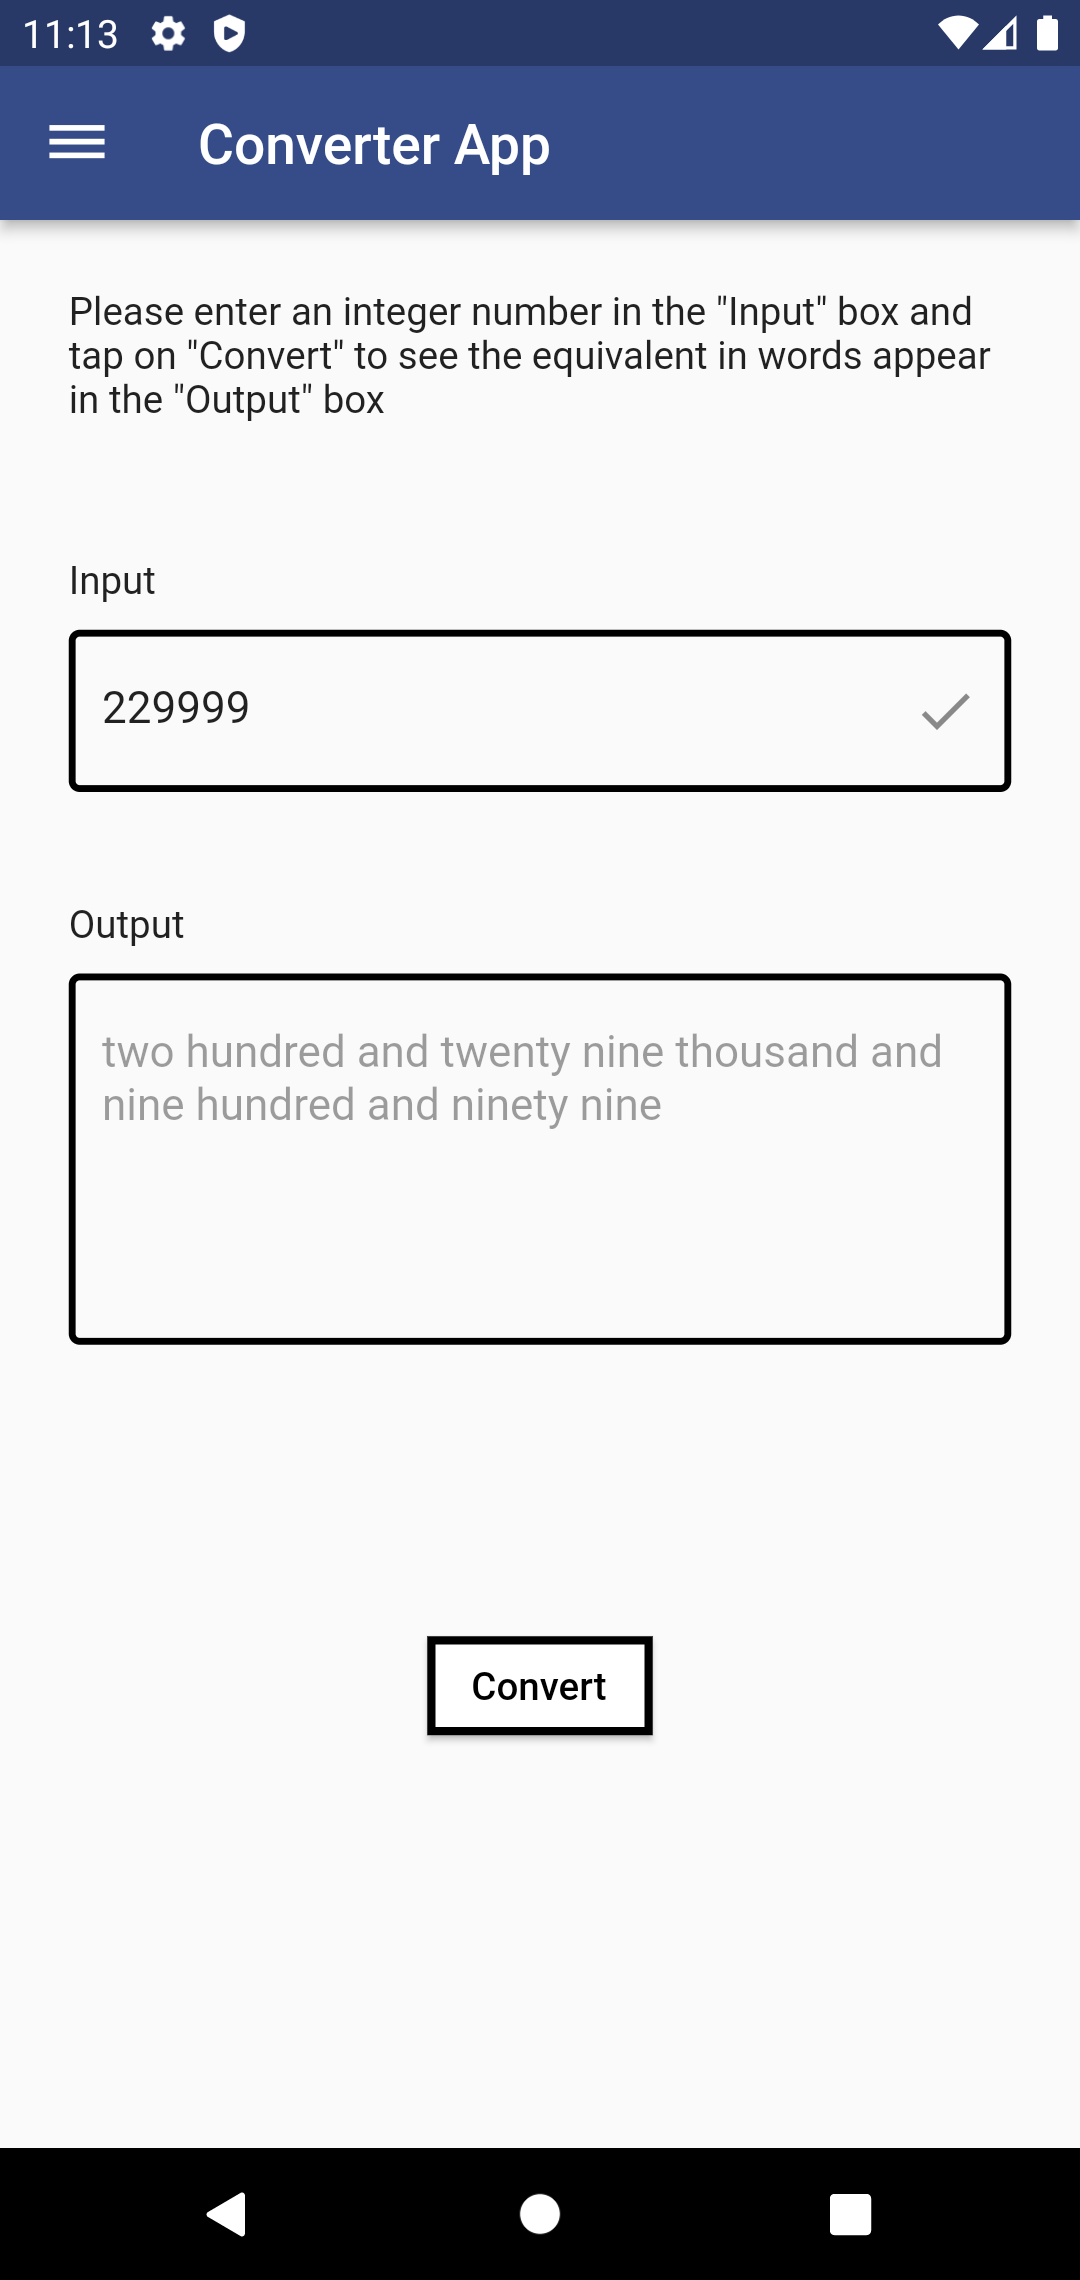 11:13
Converter App
Please enter an integer number in the "Input" box and
tap on "Convert" to see the equivalent in words appear
in the "Output" box
Input
229999
Output
two hundred and twenty nine thousand and
nine hundred and ninety nine
Convert